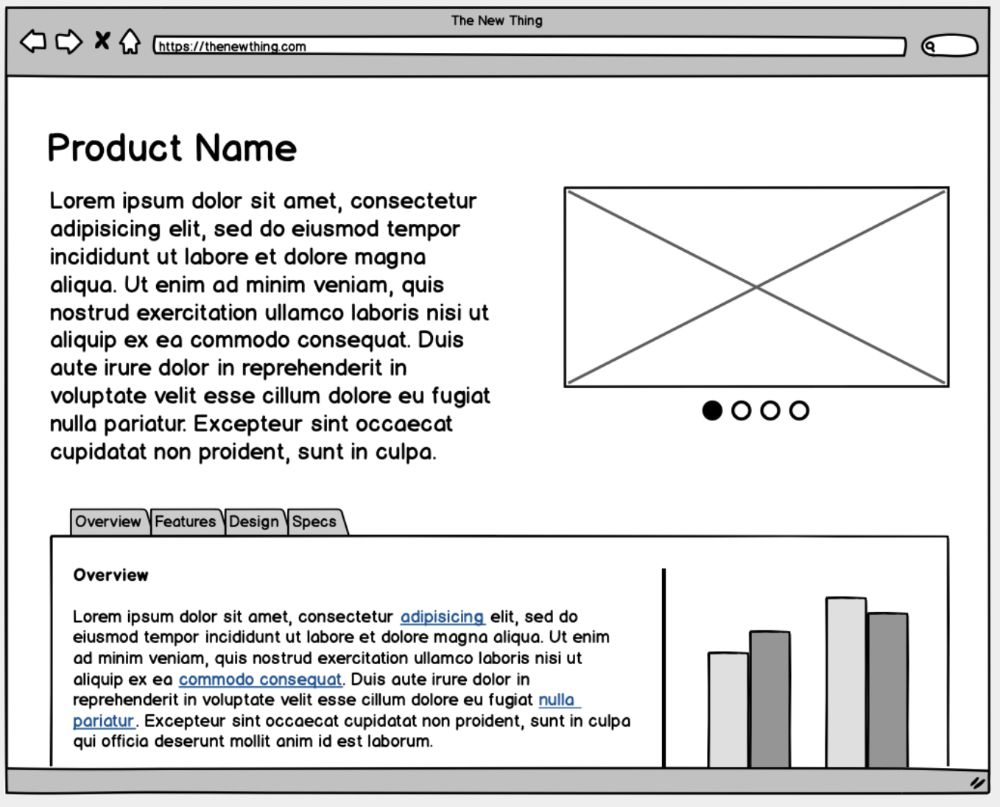 The New Thing
https://thenewthing.com
Product Name
Lorem ipsum dolor sit amet, consectetur
adipisicing elit, sed do eiusmod tempor
incididunt ut labore et dolore magna
aliqua. Ut enim ad minim veniam, quis
nostrud exercitation ullamco laboris nisi ut
aliquip ex ea commodo consequat. Duis
aute irure dolor in reprehenderit in
voluptate velit esse cillum dolore eu fugiat
nulla pariatur. Excepteur sint occaecat
cupidatat non proident, sunt in culpa.
Overview Features Design Specs
Overview
Lorem ipsum dolor sit amet, consectetur adipisicing elit, sed do
eiusmod tempor incididunt ut labore et dolore magna aliqua. Ut enim
ad minim veniam, quis nostrud exercitation ullamco laboris nisi ut
aliquip ex ea commodo consequat. Duis aute irure dolor in
reprehenderit in voluptate velit esse cillum dolore eu fugiat nulla
pariatur. Excepteur sint occaecat cupidatat non proident, sunt in culpa
qui officia deserunt mollit anim id est laborum.